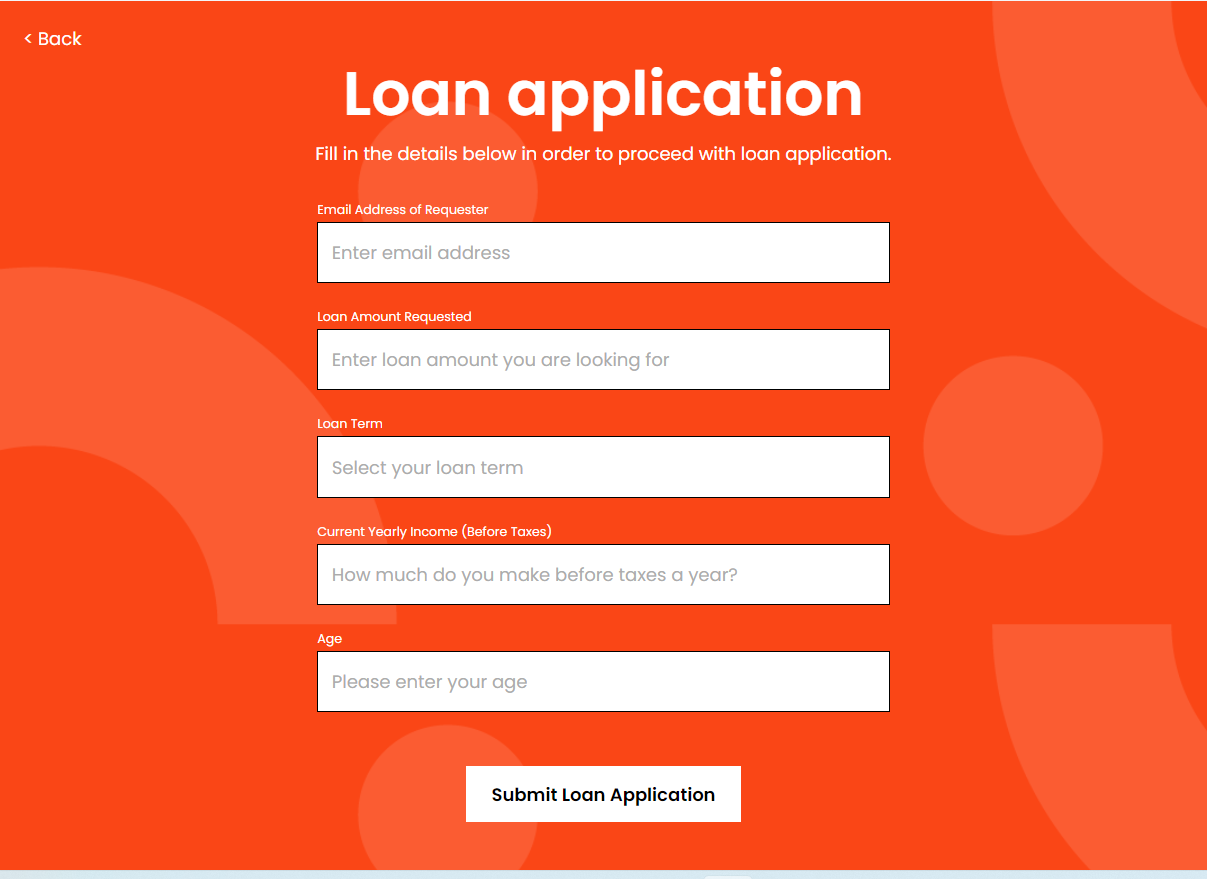 < Back
Loan application
Fill in the details below in order to proceed with loan application.
Email Address of Requester
Enter email address
Loan Amount Requested
Enter loan amount you are looking for
Loan Term
Select your loan term
Current Yearly Income (Before Taxes)
How much do you make before taxes a year?
Age
Please enter your age
Submit Loan Application